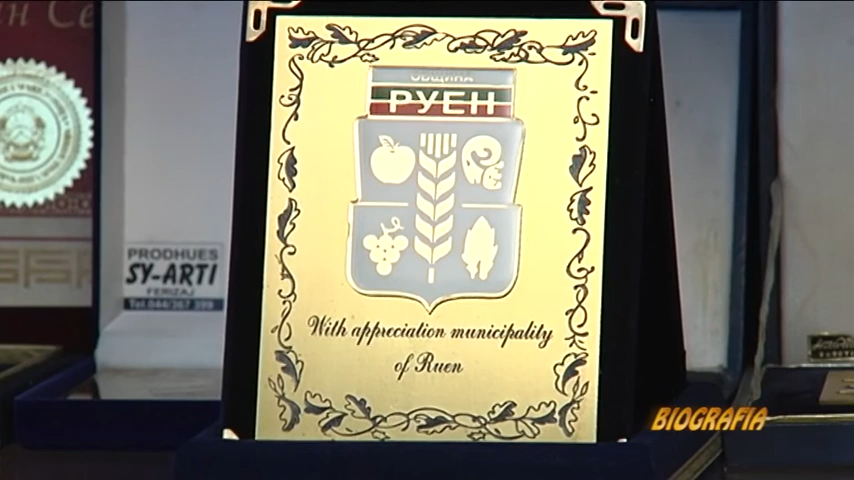 ОБЩИНА
РУЕН
With appreciation municipality
of Ruen
PRODHUES
SY-ARTI
FERIZAJ
Tel.044/367 399
BIOGRAFIA